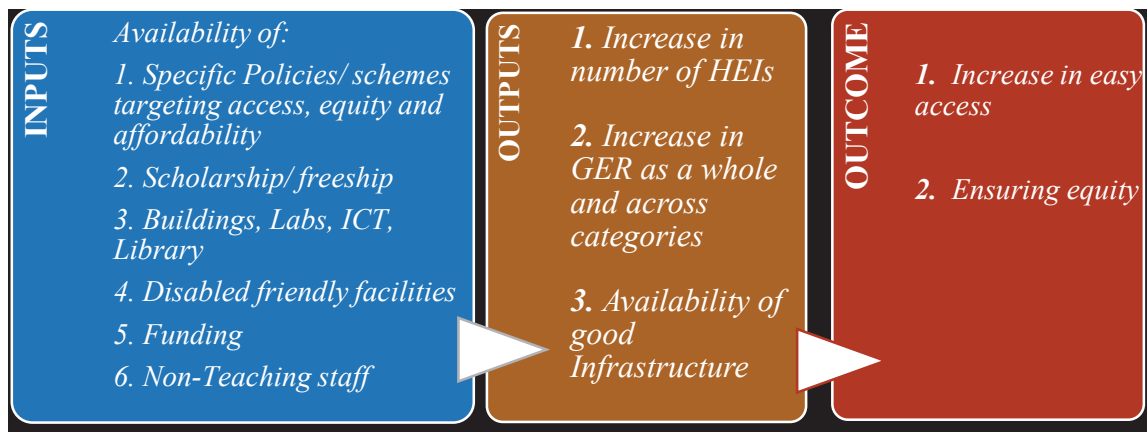 INPUTS
Availability of:
1. Specific Policies/ schemes
targeting access, equity and
affordability
2. Scholarship/ freeship
3. Buildings, Labs, ICT,
Library
4. Disabled friendly facilities
5. Funding
6. Non-Teaching staff
OUTPUTS
1. Increase in
number of HEIs
2. Increase in
GER as a whole
and across
categories
3. Availability of
good
Infrastructure
OUTCOME
1. Increase in easy
access
2. Ensuring equity